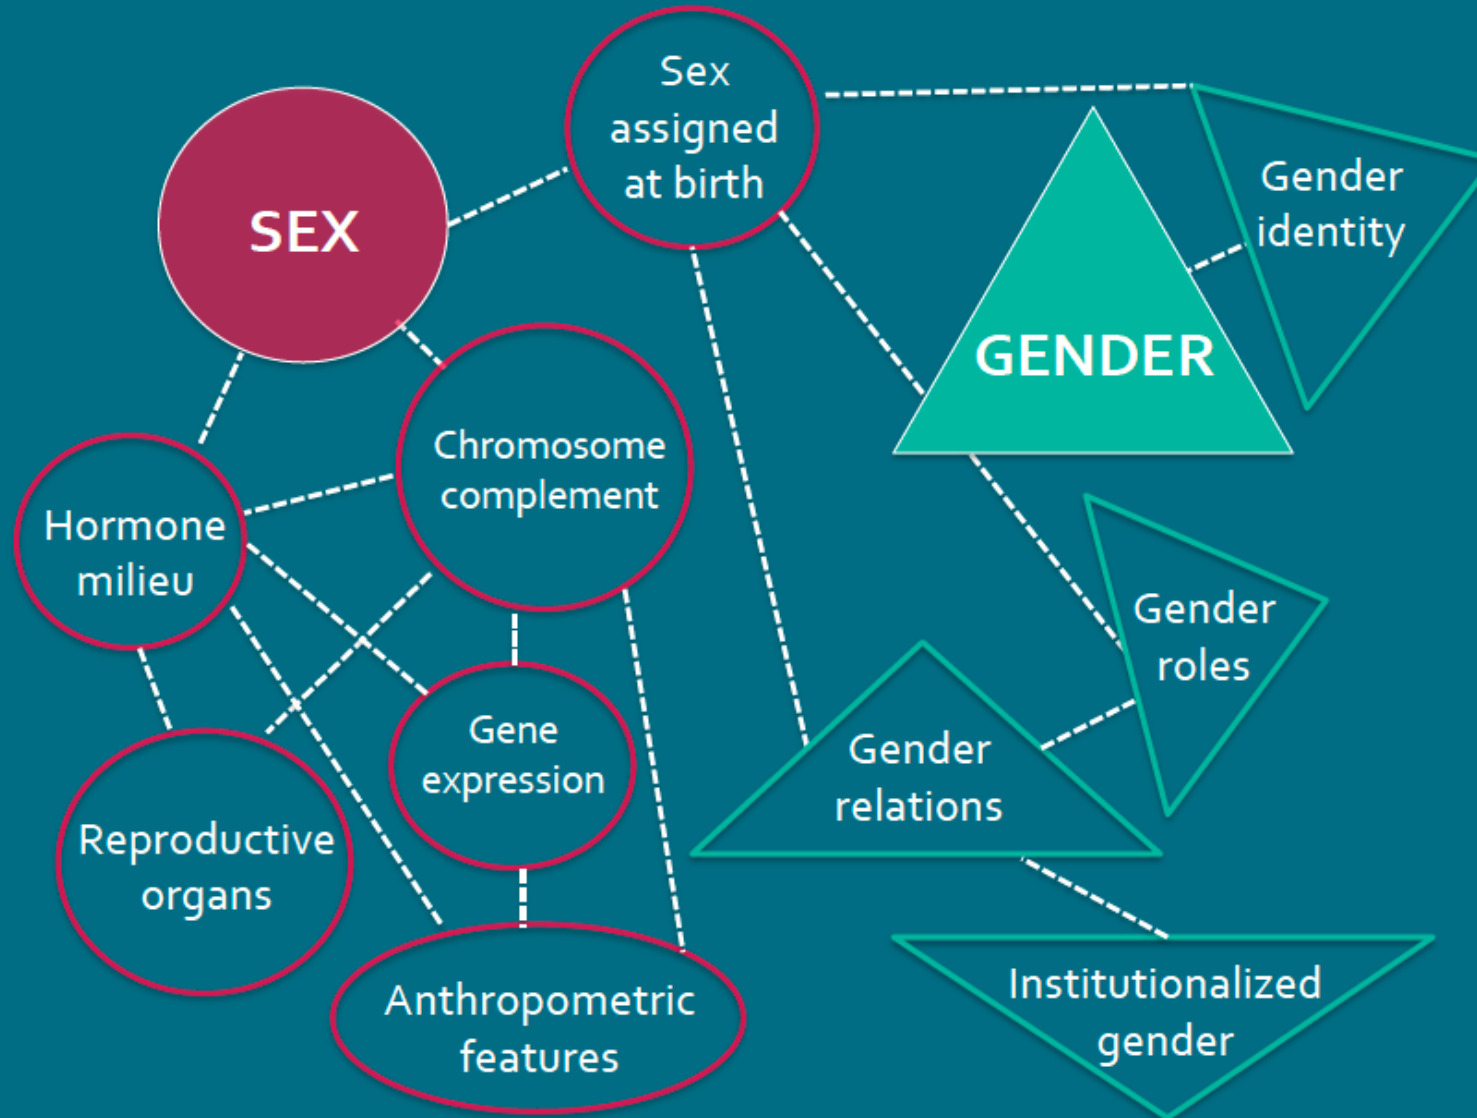 Sex
assigned
at birth
SEX
Gender
identity
GENDER
Chromosome
complement
Hormone
milieu
Gender
roles
Gene
expression
Gender
relations
Reproductive
organs
Anthropometric
features
Institutionalized
gender